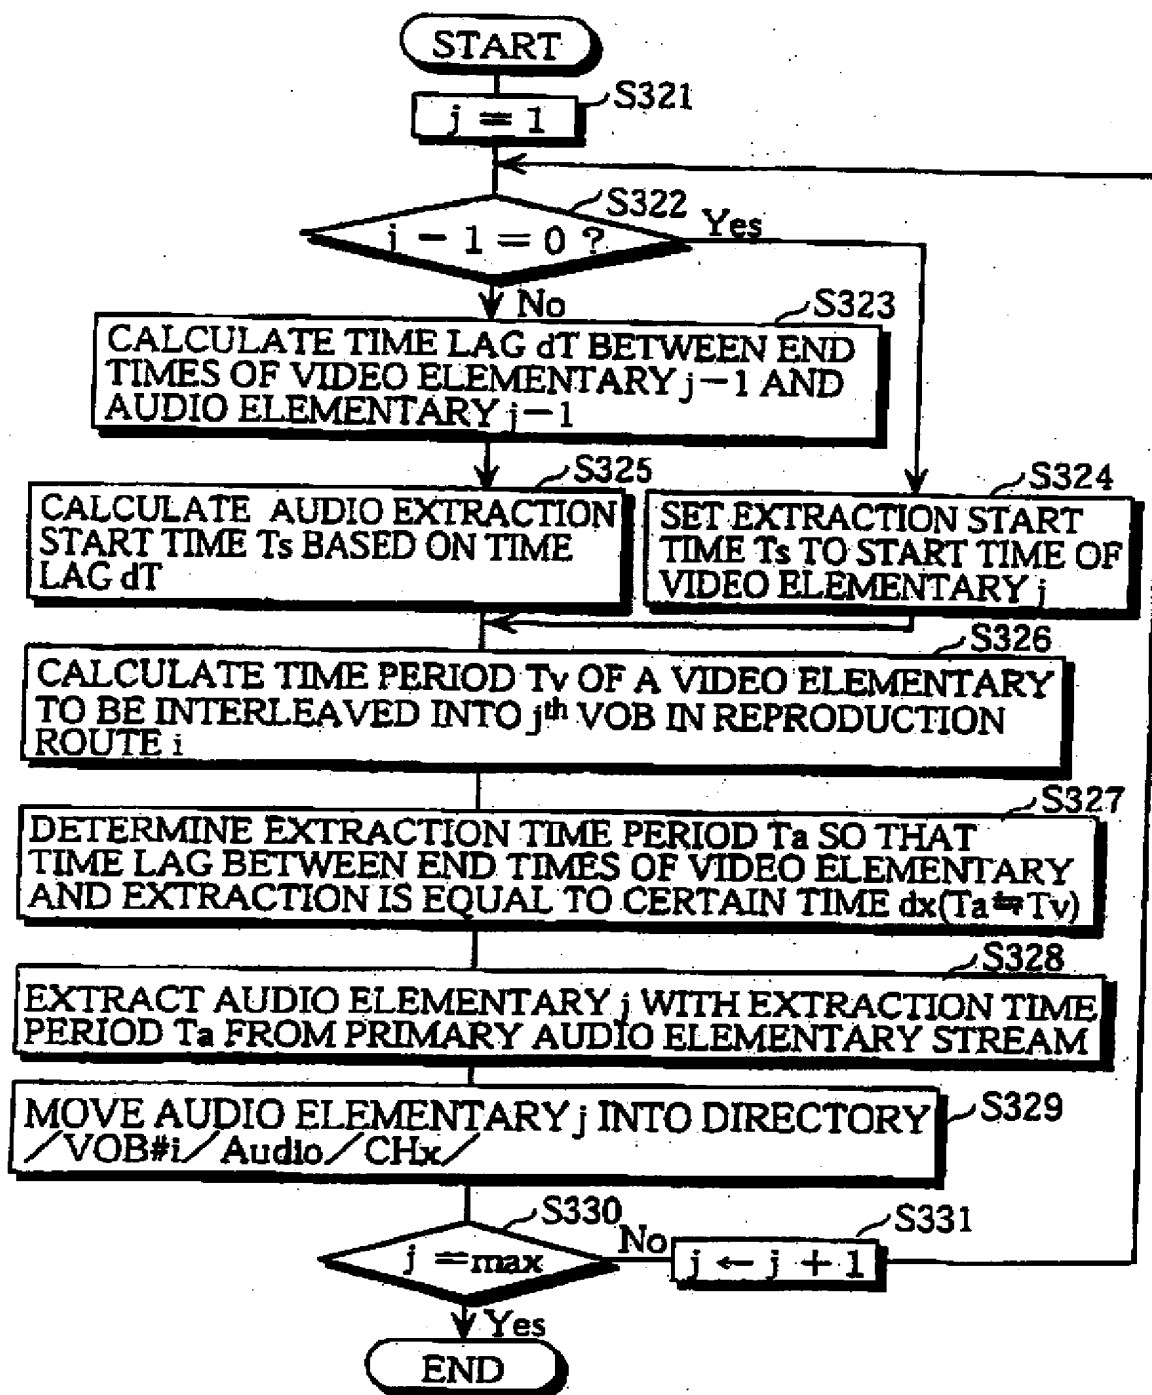 START
S321
j = 1
S322
j - 1 = 0 ?
Yes
No
S323
CALCULATE TIME LAG dT BETWEEN END
TIMES OF VIDEO ELEMENTARY j-1 AND
AUDIO ELEMENTARY j-1
S325
CALCULATE AUDIO EXTRACTION
START TIME Ts BASED ON TIME
LAG dT
S324
SET EXTRACTION START
TIME Ts TO START TIME OF
VIDEO ELEMENTARY j
S326
CALCULATE TIME PERIOD Tv OF A VIDEO ELEMENTARY
TO BE INTERLEAVED INTO jth VOB IN REPRODUCTION
ROUTE i
S327
DETERMINE EXTRACTION TIME PERIOD Ta SO THAT
TIME LAG BETWEEN END TIMES OF VIDEO ELEMENTARY
AND EXTRACTION IS EQUAL TO CERTAIN TIME dx(Ta≒Tv)
S328
EXTRACT AUDIO ELEMENTARY j WITH EXTRACTION TIME
PERIOD Ta FROM PRIMARY AUDIO ELEMENTARY STREAM
S329
MOVE AUDIO ELEMENTARY j INTO DIRECTORY
/VOB#i/Audio/CHx/
S330
j =max
No
S331
j ← j + 1
Yes
END